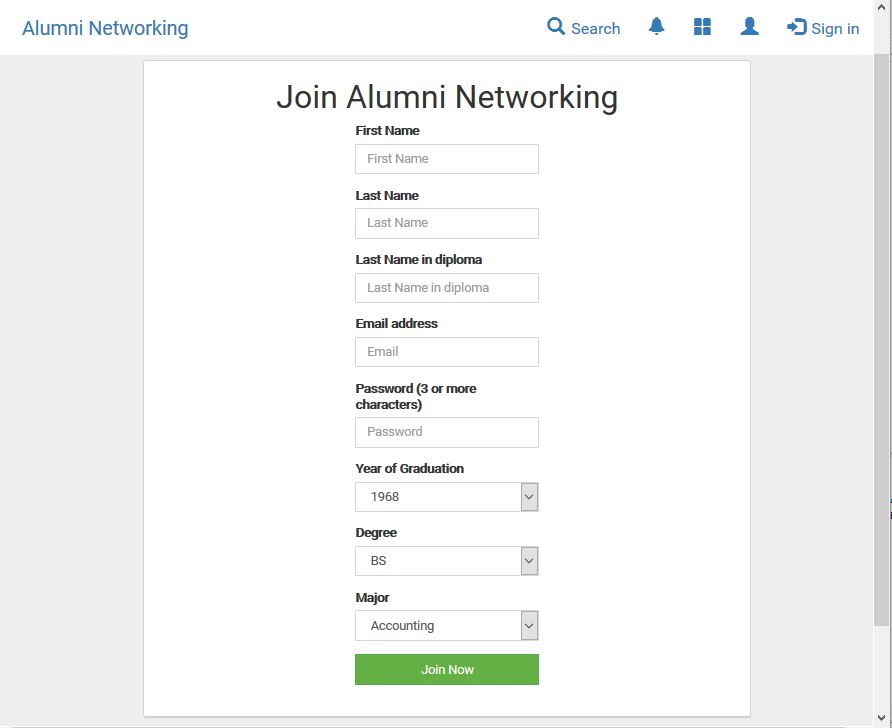 Alumni Networking
Search
Sign in
Join Alumni Networking
First Name
First Name
Last Name
Last Name
Last Name in diploma
Last Name in diploma
Email address
Email
Password (3 or more
characters)
Password
Year of Graduation
1968
Degree
BS
Major
Accounting
Join Now